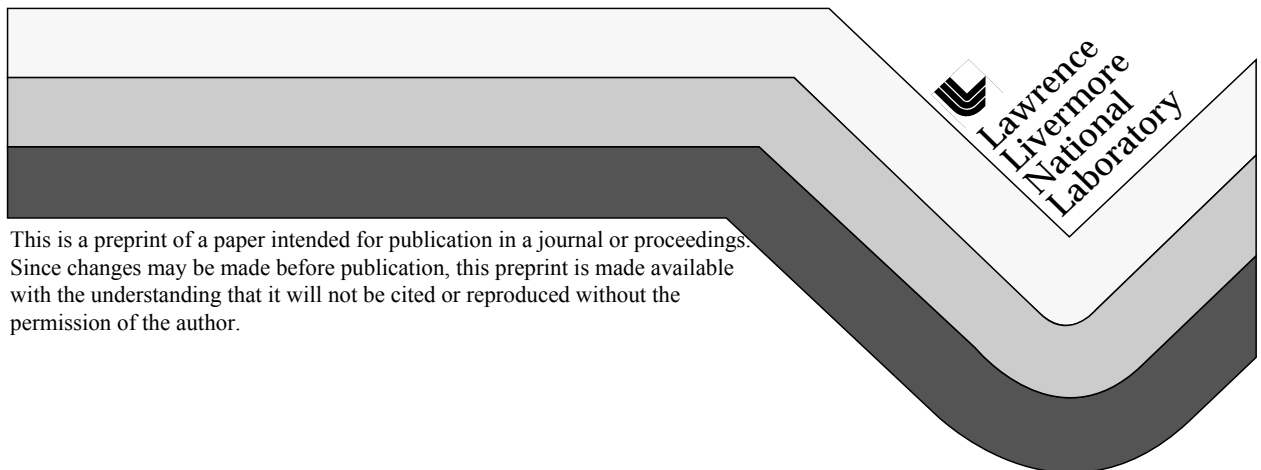 Lawrence
Livermore
National
Laboratory
This is a preprint of a paper intended for publication in a journal or proceedings.
Since changes may be made before publication, this preprint is made available
with the understanding that it will not be cited or reproduced without the
permission of the author.